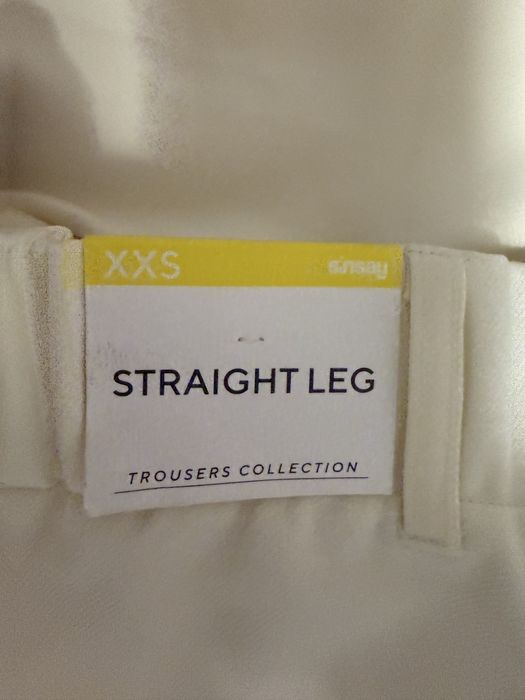 XXS sinsay
STRAIGHT LEG
TROUSERS COLLECTION